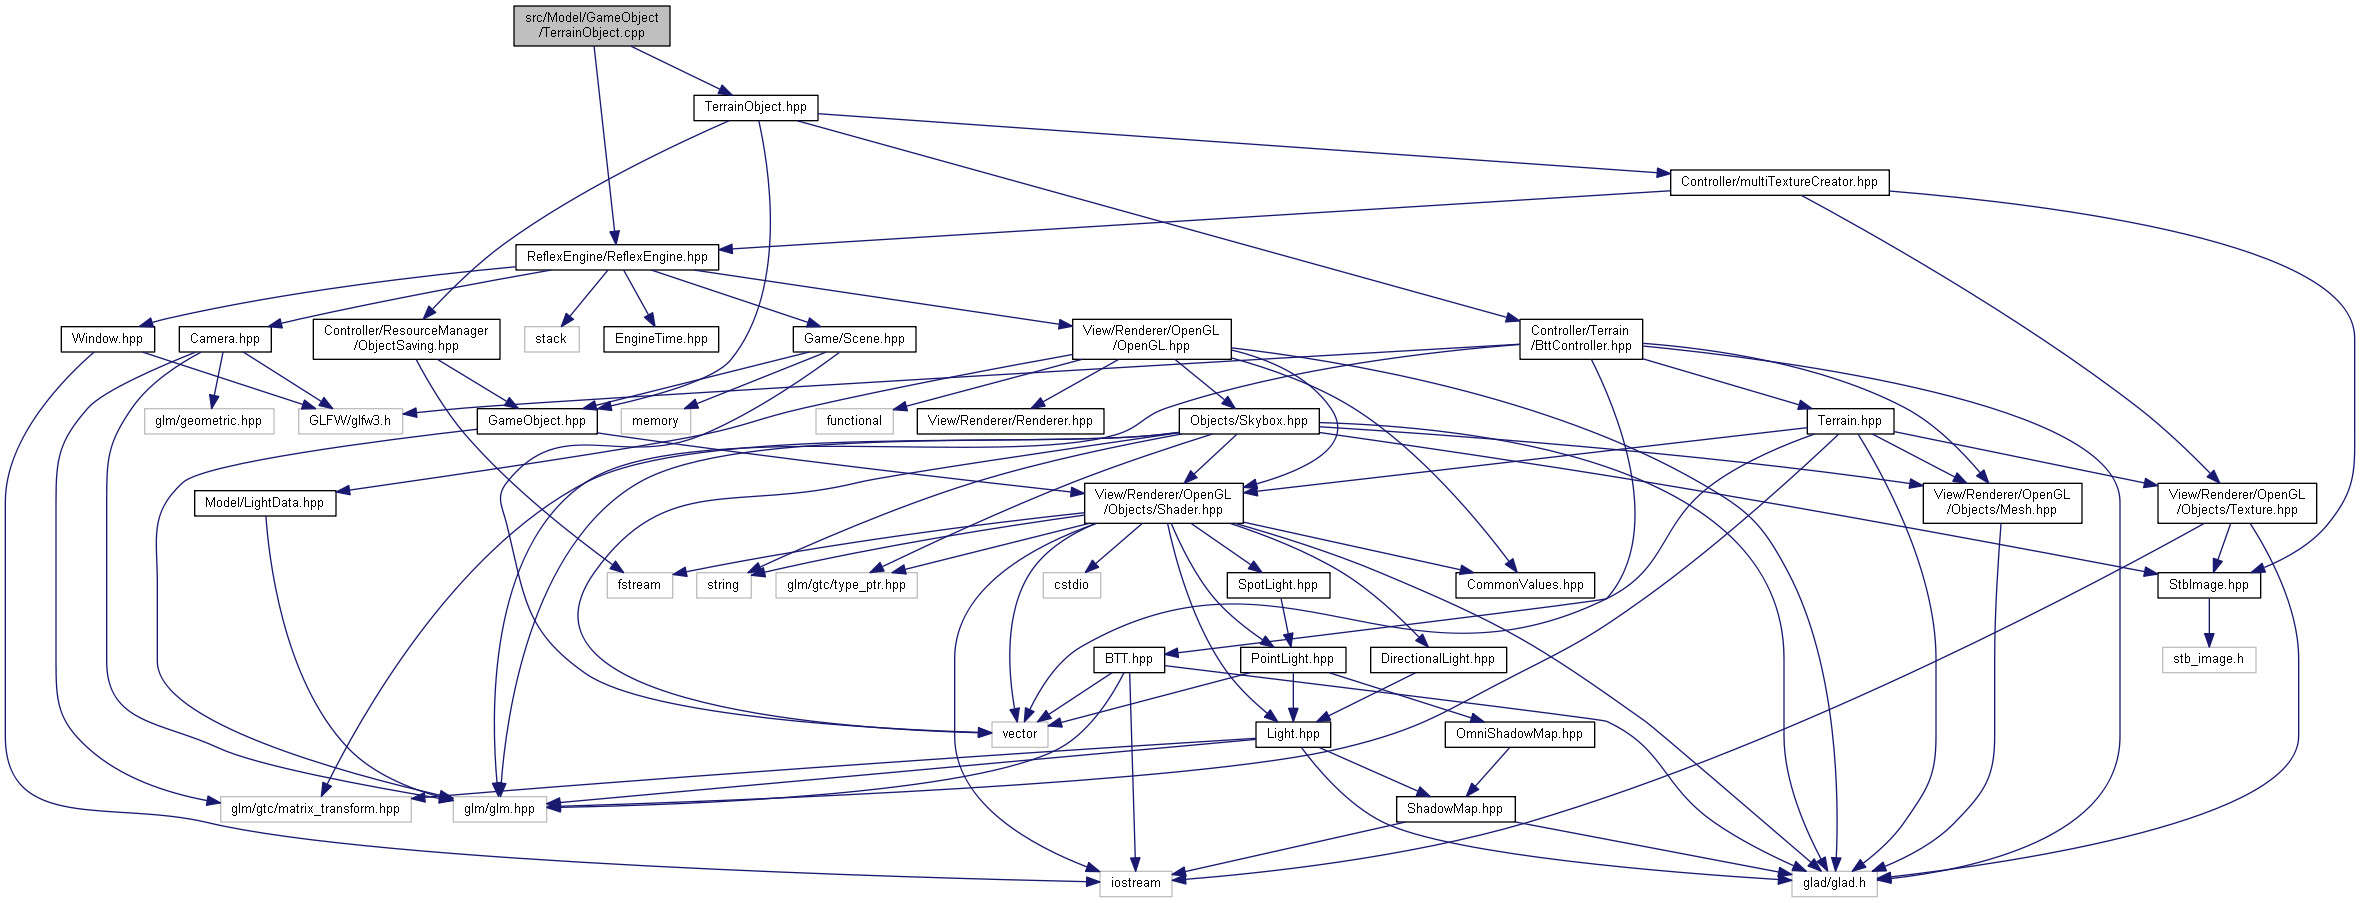 src/Model/GameObject
/TerrainObject.cpp
TerrainObject.hpp
Controller/multiTextureCreator.hpp
ReflexEngine/ReflexEngine.hpp
Window.hpp
Camera.hpp
Controller/ResourceManager
/ObjectSaving.hpp
stack
EngineTime.hpp
Game/Scene.hpp
View/Renderer/OpenGL
/OpenGL.hpp
Controller/Terrain
/BttController.hpp
glm/geometric.hpp
GLFW/glfw3.h
GameObject.hpp
memory
functional
View/Renderer/Renderer.hpp
Objects/Skybox.hpp
Terrain.hpp
Model/LightData.hpp
View/Renderer/OpenGL
/Objects/Shader.hpp
View/Renderer/OpenGL
/Objects/Mesh.hpp
View/Renderer/OpenGL
/Objects/Texture.hpp
fstream
string
glm/gtc/type_ptr.hpp
cstdio
SpotLight.hpp
CommonValues.hpp
StbImage.hpp
BTT.hpp
PointLight.hpp
DirectionalLight.hpp
stb_image.h
vector
Light.hpp
OmniShadowMap.hpp
glm/gtc/matrix_transform.hpp
glm/glm.hpp
ShadowMap.hpp
iostream
glad/glad.h